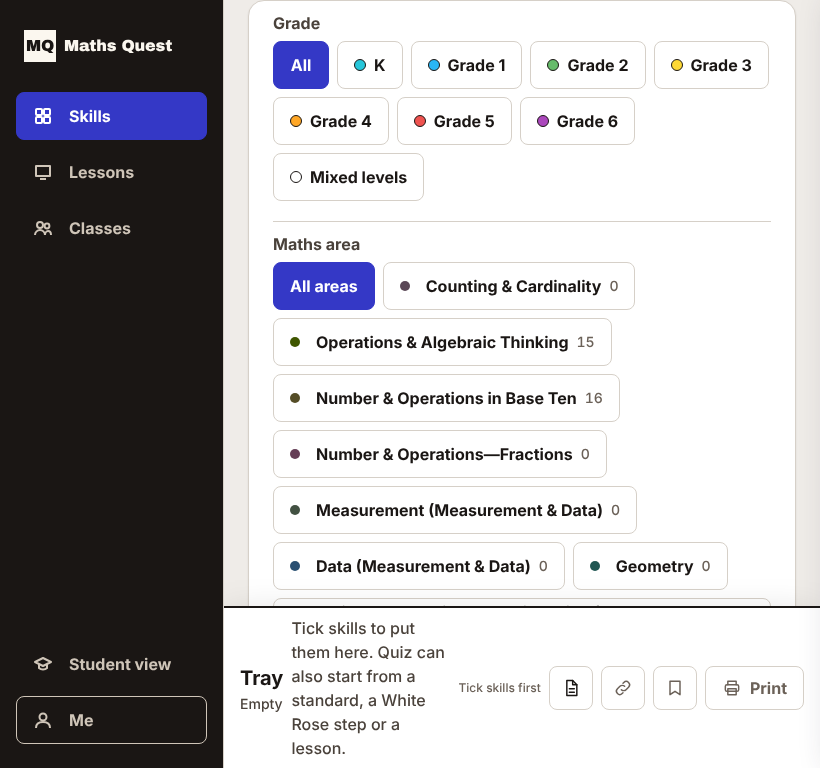 MQ Maths Quest
Skills
Lessons
Classes
Student view
Me
Grade
All
K
Grade 1
Grade 2
Grade 3
Grade 4
Grade 5
Grade 6
Mixed levels
Maths area
All areas
Counting & Cardinality 0
Operations & Algebraic Thinking 15
Number & Operations in Base Ten 16
Number & Operations—Fractions 0
Measurement (Measurement & Data) 0
Data (Measurement & Data) 0
Geometry 0
Tray
Empty
Tick skills to put
them here. Quiz can
also start from a
standard, a White
Rose step or a
lesson.
Tick skills first
Print